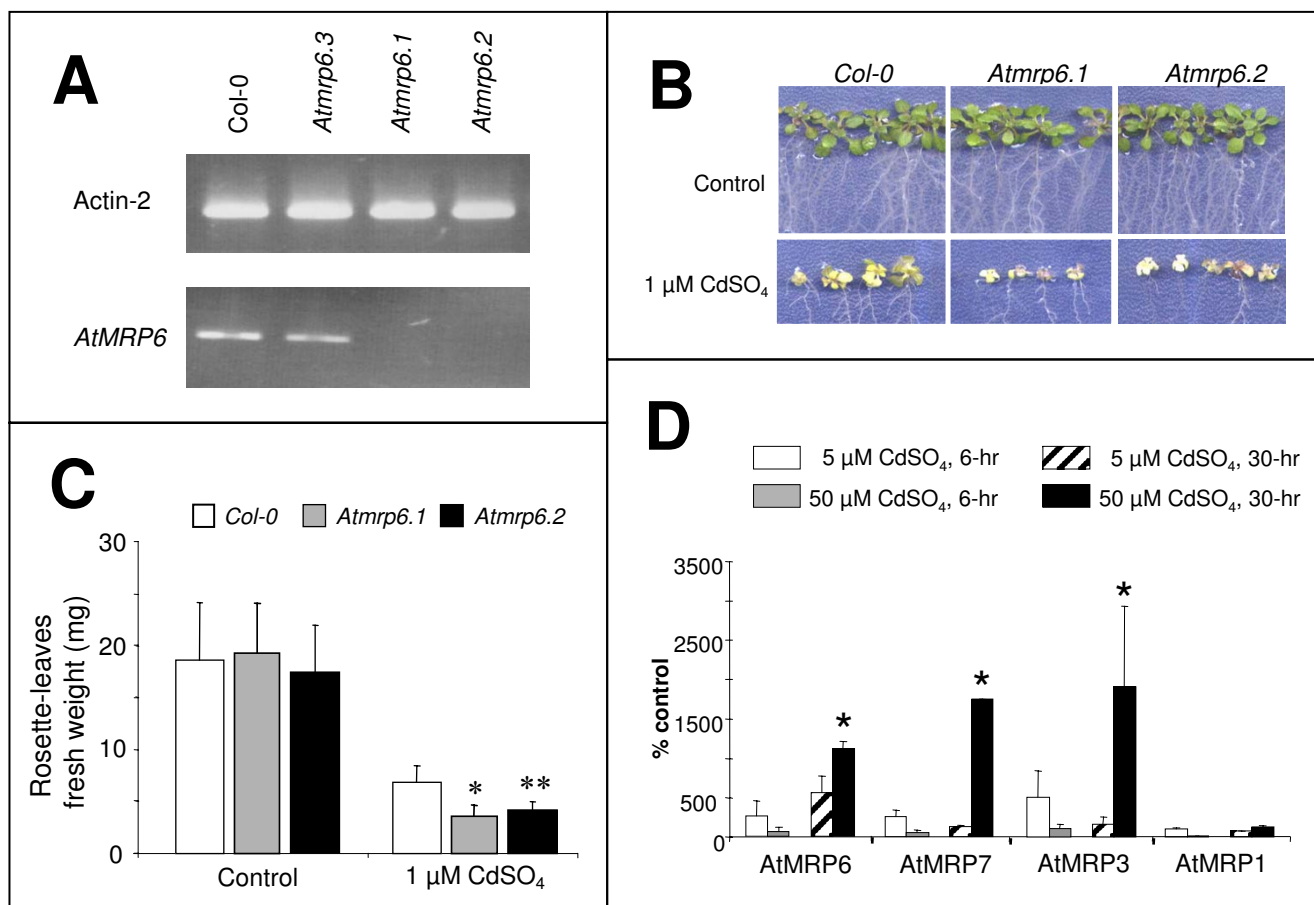 A
Col-0
Atmrp6.3
Atmrp6.1
Atmrp6.2
Actin-2
AtMRP6
B
Col-0 Atmrp6.1 Atmrp6.2
Control
1 µM CdSO₄
C
Col-0 Atmrp6.1 Atmrp6.2
Rosette-leaves
fresh weight (mg)
30
20
10
0
* **
Control 1 µM CdSO₄
D
5 µM CdSO₄, 6-hr 5 µM CdSO₄, 30-hr
50 µM CdSO₄, 6-hr 50 µM CdSO₄, 30-hr
% control
3500
2500
1500
500
0
* * *
AtMRP6 AtMRP7 AtMRP3 AtMRP1